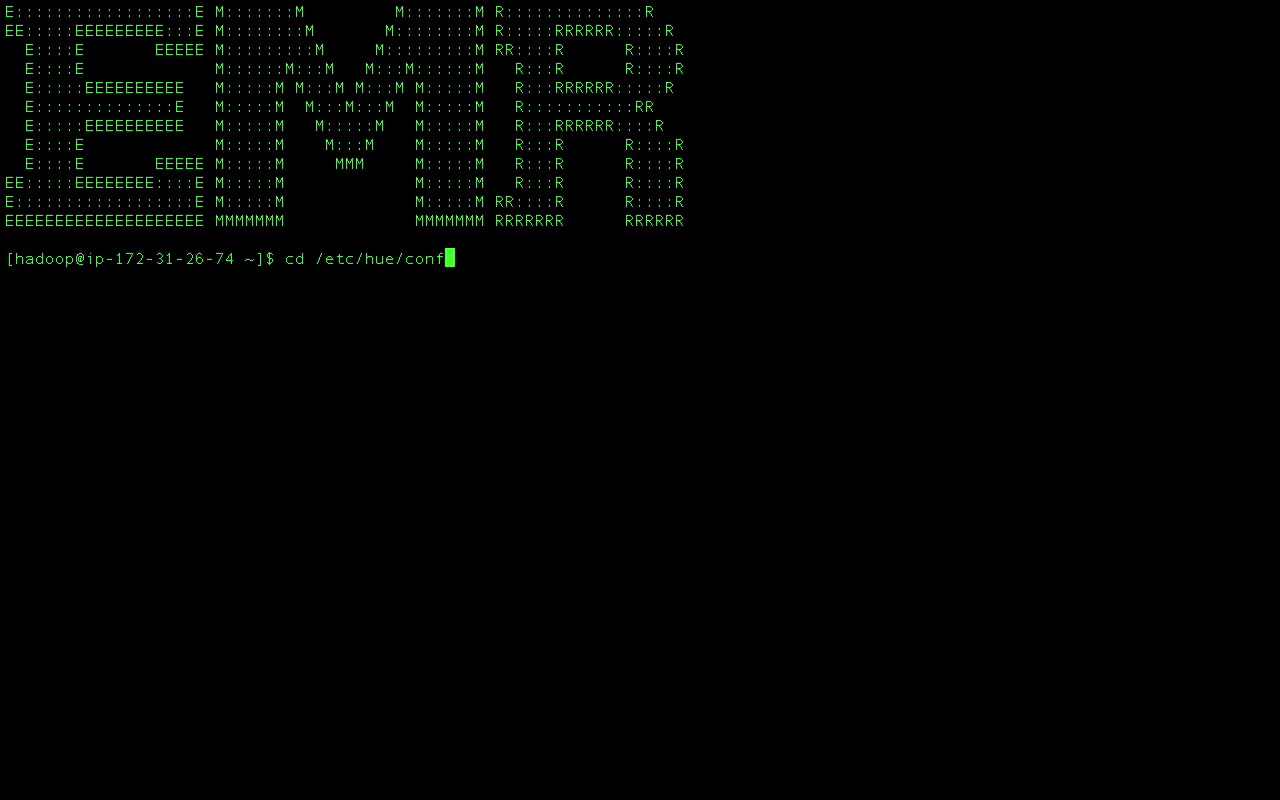 E::::::::::::::::::E M:::::::M         M:::::::M R::::::::::::::R
EE:::::EEEEEEEEE:::E M::::::::M       M::::::::M R:::::RRRRRR:::::R
  E::::E       EEEEE M:::::::::M     M:::::::::M RR::::R      R::::R
  E::::E             M::::::M:::M   M:::M::::::M   R:::R      R::::R
  E:::::EEEEEEEEEE   M:::::M M:::M M:::M M:::::M   R:::RRRRRR:::::R
  E::::::::::::::E   M:::::M  M:::M:::M  M:::::M   R:::::::::::RR
  E:::::EEEEEEEEEE   M:::::M   M:::::M   M:::::M   R:::RRRRRR::::R
  E::::E             M:::::M    M:::M    M:::::M   R:::R      R::::R
  E::::E       EEEEE M:::::M     MMM     M:::::M   R:::R      R::::R
EE:::::EEEEEEEE::::E M:::::M             M:::::M   R:::R      R::::R
E::::::::::::::::::E M:::::M             M:::::M RR::::R      R::::R
EEEEEEEEEEEEEEEEEEEE MMMMMMM             MMMMMMM RRRRRRR      RRRRRR
[hadoop@ip-172-31-26-74 ~]$ cd /etc/hue/conf